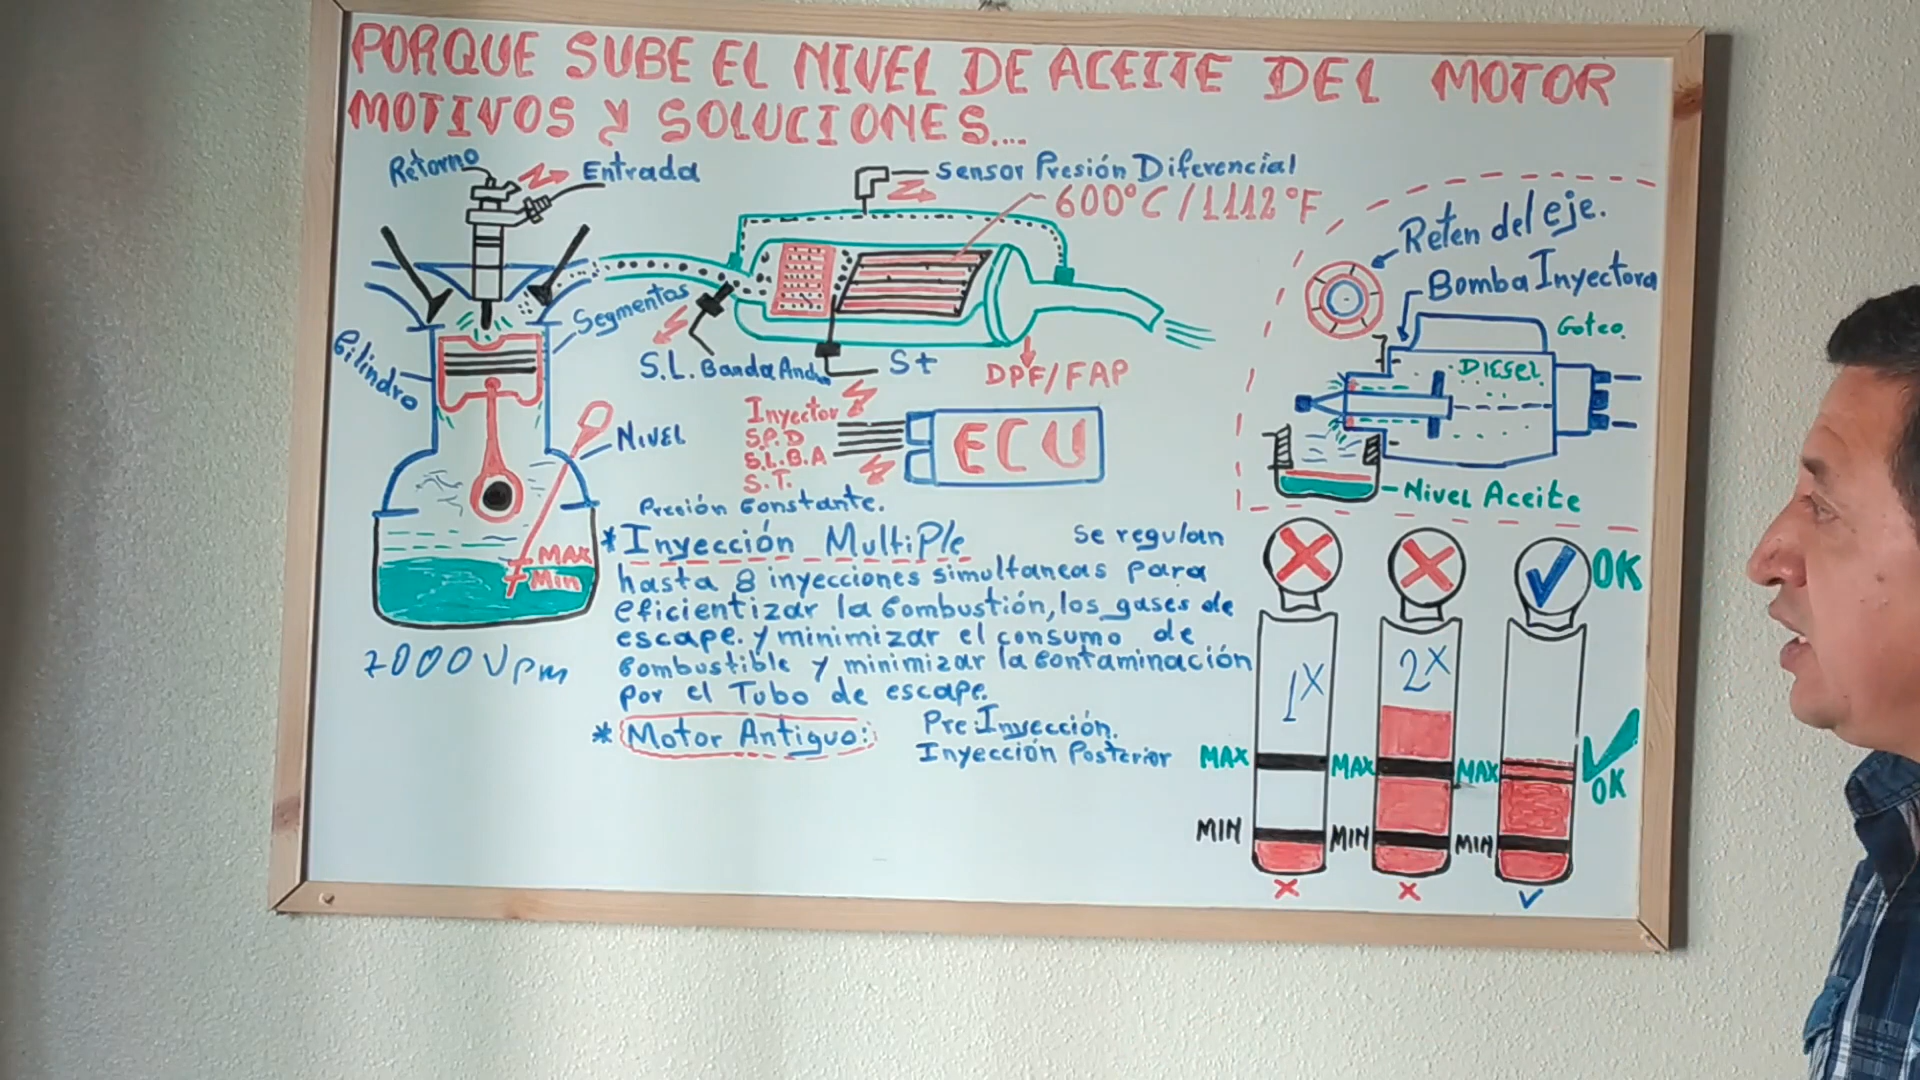 PORQUE SUBE EL NIVEL DE ACEITE DEL MOTOR
MOTIVOS Y SOLUCIONES....
Retorno
Entrada
Sensor Presión Diferencial
600°C / 1112°F
Segmentos
Cilindro
S.L. Banda Ancha
St
DPF/FAP
NIVEL
Inyector
S.P.D
S.L.B.A
S.T.
ECU
MAX
Min
Reten del eje.
Bomba Inyectora
Goteo
DIESEL
Nivel Aceite
Presión Constante.
* Inyección Multiple Se regulan
hasta 8 inyecciones simultaneas para
eficientizar la combustión, los gases de
escape. y minimizar el consumo de
combustible y minimizar la contaminación
por el Tubo de escape.
* Motor Antiguo: Pre-Inyección.
Inyección Posterior
OK
1X
2X
MAX
MAX
MAX
OK
MIN
MIN
MIN